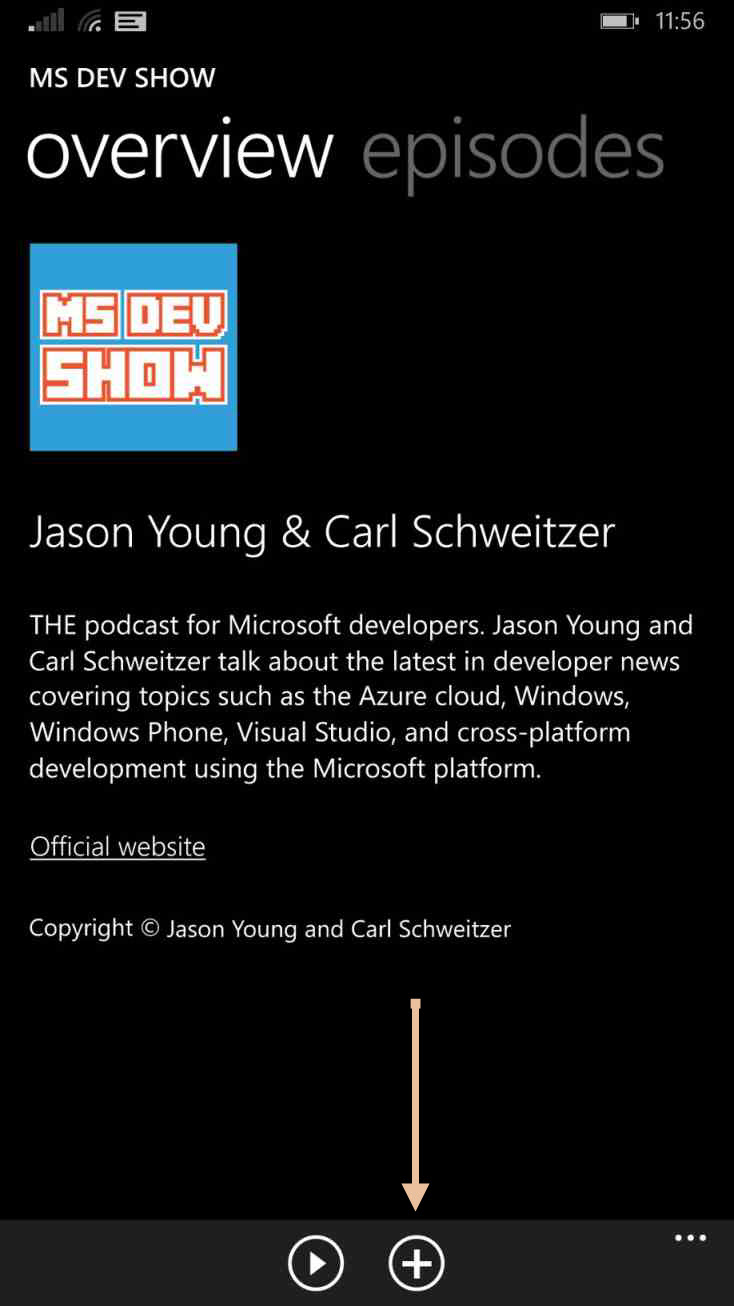 11:56
MS DEV SHOW
overview episodes
MS DEV
SHOW
Jason Young & Carl Schweitzer
THE podcast for Microsoft developers. Jason Young and
Carl Schweitzer talk about the latest in developer news
covering topics such as the Azure cloud, Windows,
Windows Phone, Visual Studio, and cross-platform
development using the Microsoft platform.
Official website
Copyright © Jason Young and Carl Schweitzer